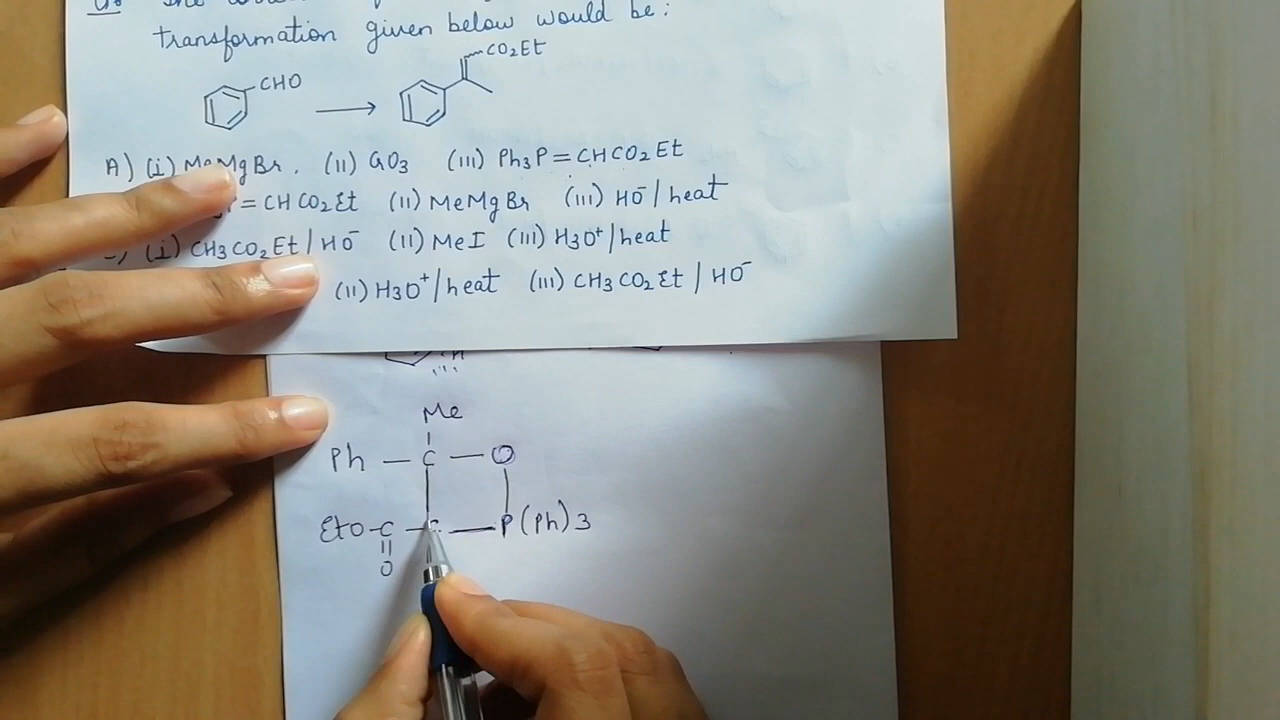 transformation given below would be:
CO2Et
CHO
A) (i) MeMgBr, (ii) CrO3 (iii) Ph3P=CHCO2Et
=CHCO2Et (ii) MeMgBr (iii) HO⁻/heat
(i) CH3CO2Et/HO⁻ (ii) MeI (iii) H3O⁺/heat
(ii) H3O⁺/heat (iii) CH3CO2Et/HO⁻
Me
Ph — C — O
EtO-C — C — P(Ph)3
O